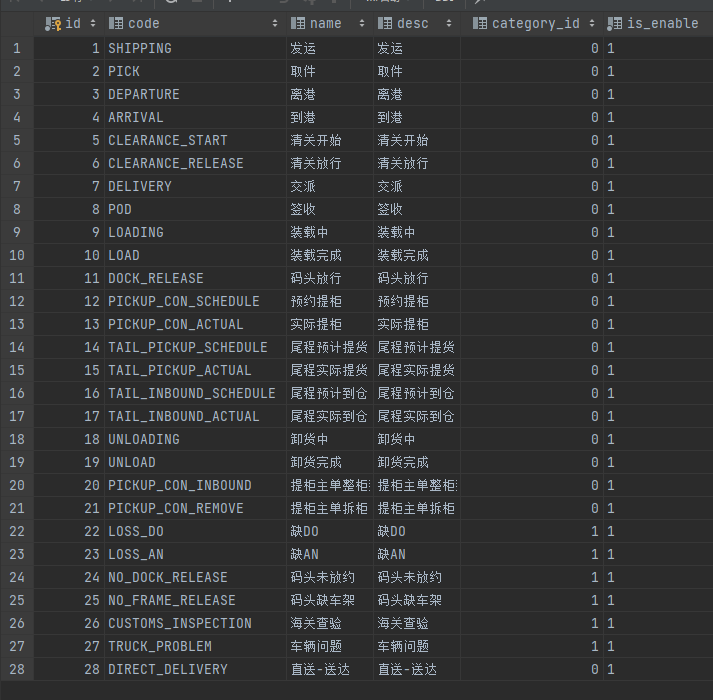 id code name desc category_id is_enable
1 1 SHIPPING 发运 发运 0 1
2 2 PICK 取件 取件 0 1
3 3 DEPARTURE 离港 离港 0 1
4 4 ARRIVAL 到港 到港 0 1
5 5 CLEARANCE_START 清关开始 清关开始 0 1
6 6 CLEARANCE_RELEASE 清关放行 清关放行 0 1
7 7 DELIVERY 交派 交派 0 1
8 8 POD 签收 签收 0 1
9 9 LOADING 装载中 装载中 0 1
10 10 LOAD 装载完成 装载完成 0 1
11 11 DOCK_RELEASE 码头放行 码头放行 0 1
12 12 PICKUP_CON_SCHEDULE 预约提柜 预约提柜 0 1
13 13 PICKUP_CON_ACTUAL 实际提柜 实际提柜 0 1
14 14 TAIL_PICKUP_SCHEDULE 尾程预计提货 尾程预计提货 0 1
15 15 TAIL_PICKUP_ACTUAL 尾程实际提货 尾程实际提货 0 1
16 16 TAIL_INBOUND_SCHEDULE 尾程预计到仓 尾程预计到仓 0 1
17 17 TAIL_INBOUND_ACTUAL 尾程实际到仓 尾程实际到仓 0 1
18 18 UNLOADING 卸货中 卸货中 0 1
19 19 UNLOAD 卸货完成 卸货完成 0 1
20 20 PICKUP_CON_INBOUND 提柜主单整柜 提柜主单整柜 0 1
21 21 PICKUP_CON_REMOVE 提柜主单拆柜 提柜主单拆柜 0 1
22 22 LOSS_DO 缺DO 缺DO 1 1
23 23 LOSS_AN 缺AN 缺AN 1 1
24 24 NO_DOCK_RELEASE 码头未放约 码头未放约 1 1
25 25 NO_FRAME_RELEASE 码头缺车架 码头缺车架 1 1
26 26 CUSTOMS_INSPECTION 海关查验 海关查验 1 1
27 27 TRUCK_PROBLEM 车辆问题 车辆问题 1 1
28 28 DIRECT_DELIVERY 直送-送达 直送-送达 0 1